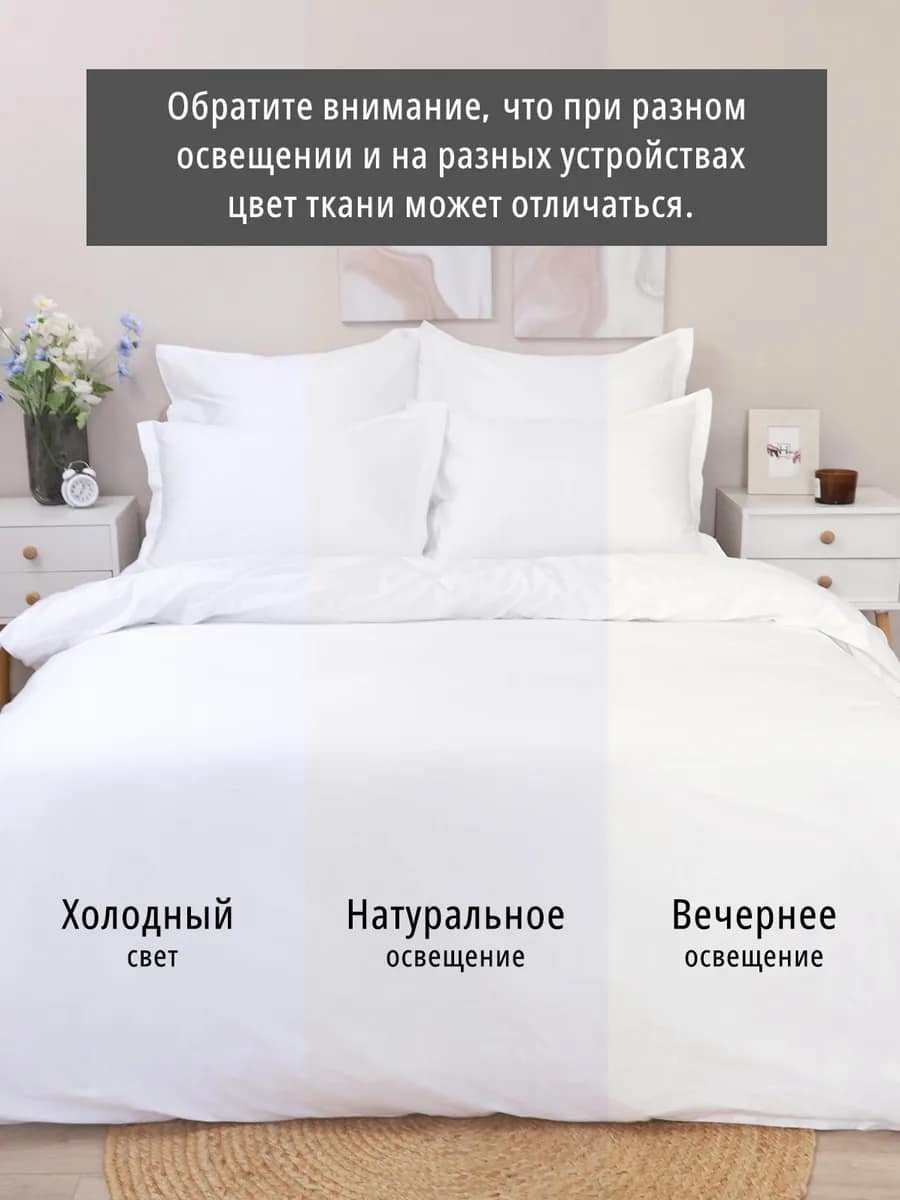 Обратите внимание, что при разном
освещении и на разных устройствах
цвет ткани может отличаться.
Холодный
свет
Натуральное
освещение
Вечернее
освещение